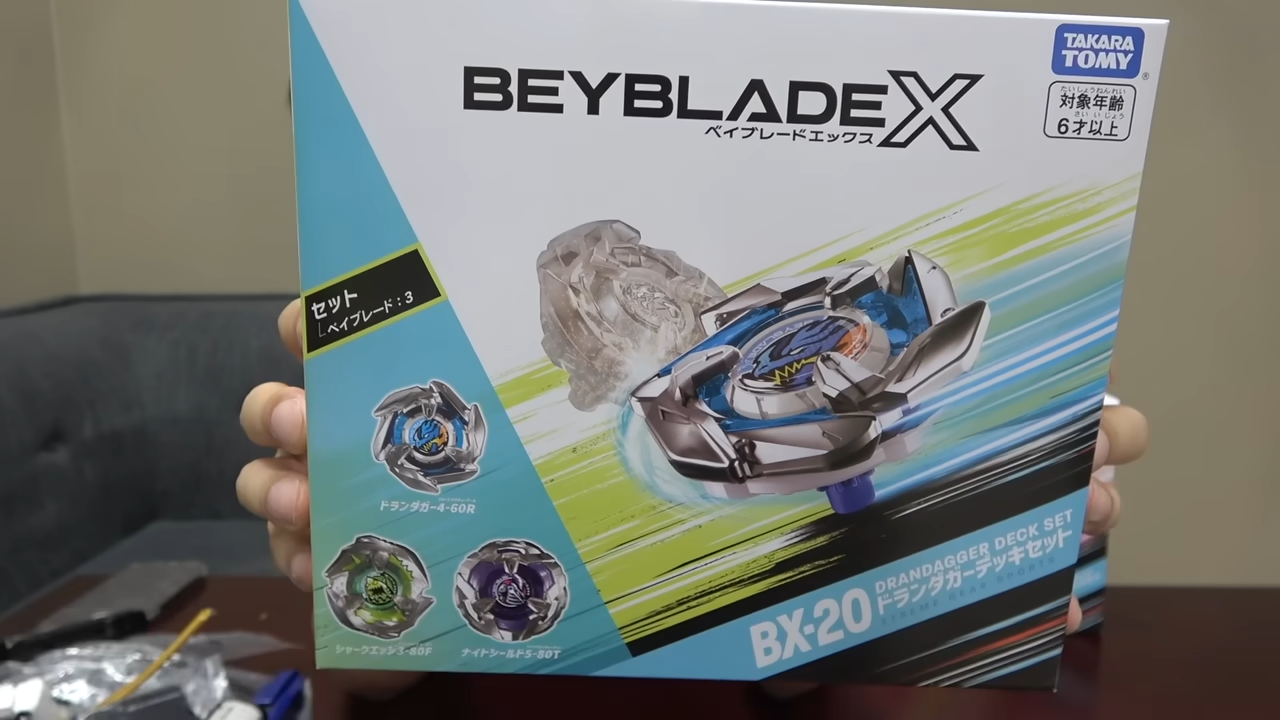 TAKARA
TOMY
たいしょうねんれい
対象年齢
さいいじょう
6才以上
BEYBLADE X
ベイブレードエックス
セット
ベイブレード:3
ドランダガー4-60R
シャークエッジ3-80F
ナイトシールド5-80T
DRANDAGGER DECK SET
BX-20
ドランダガーデッキセット